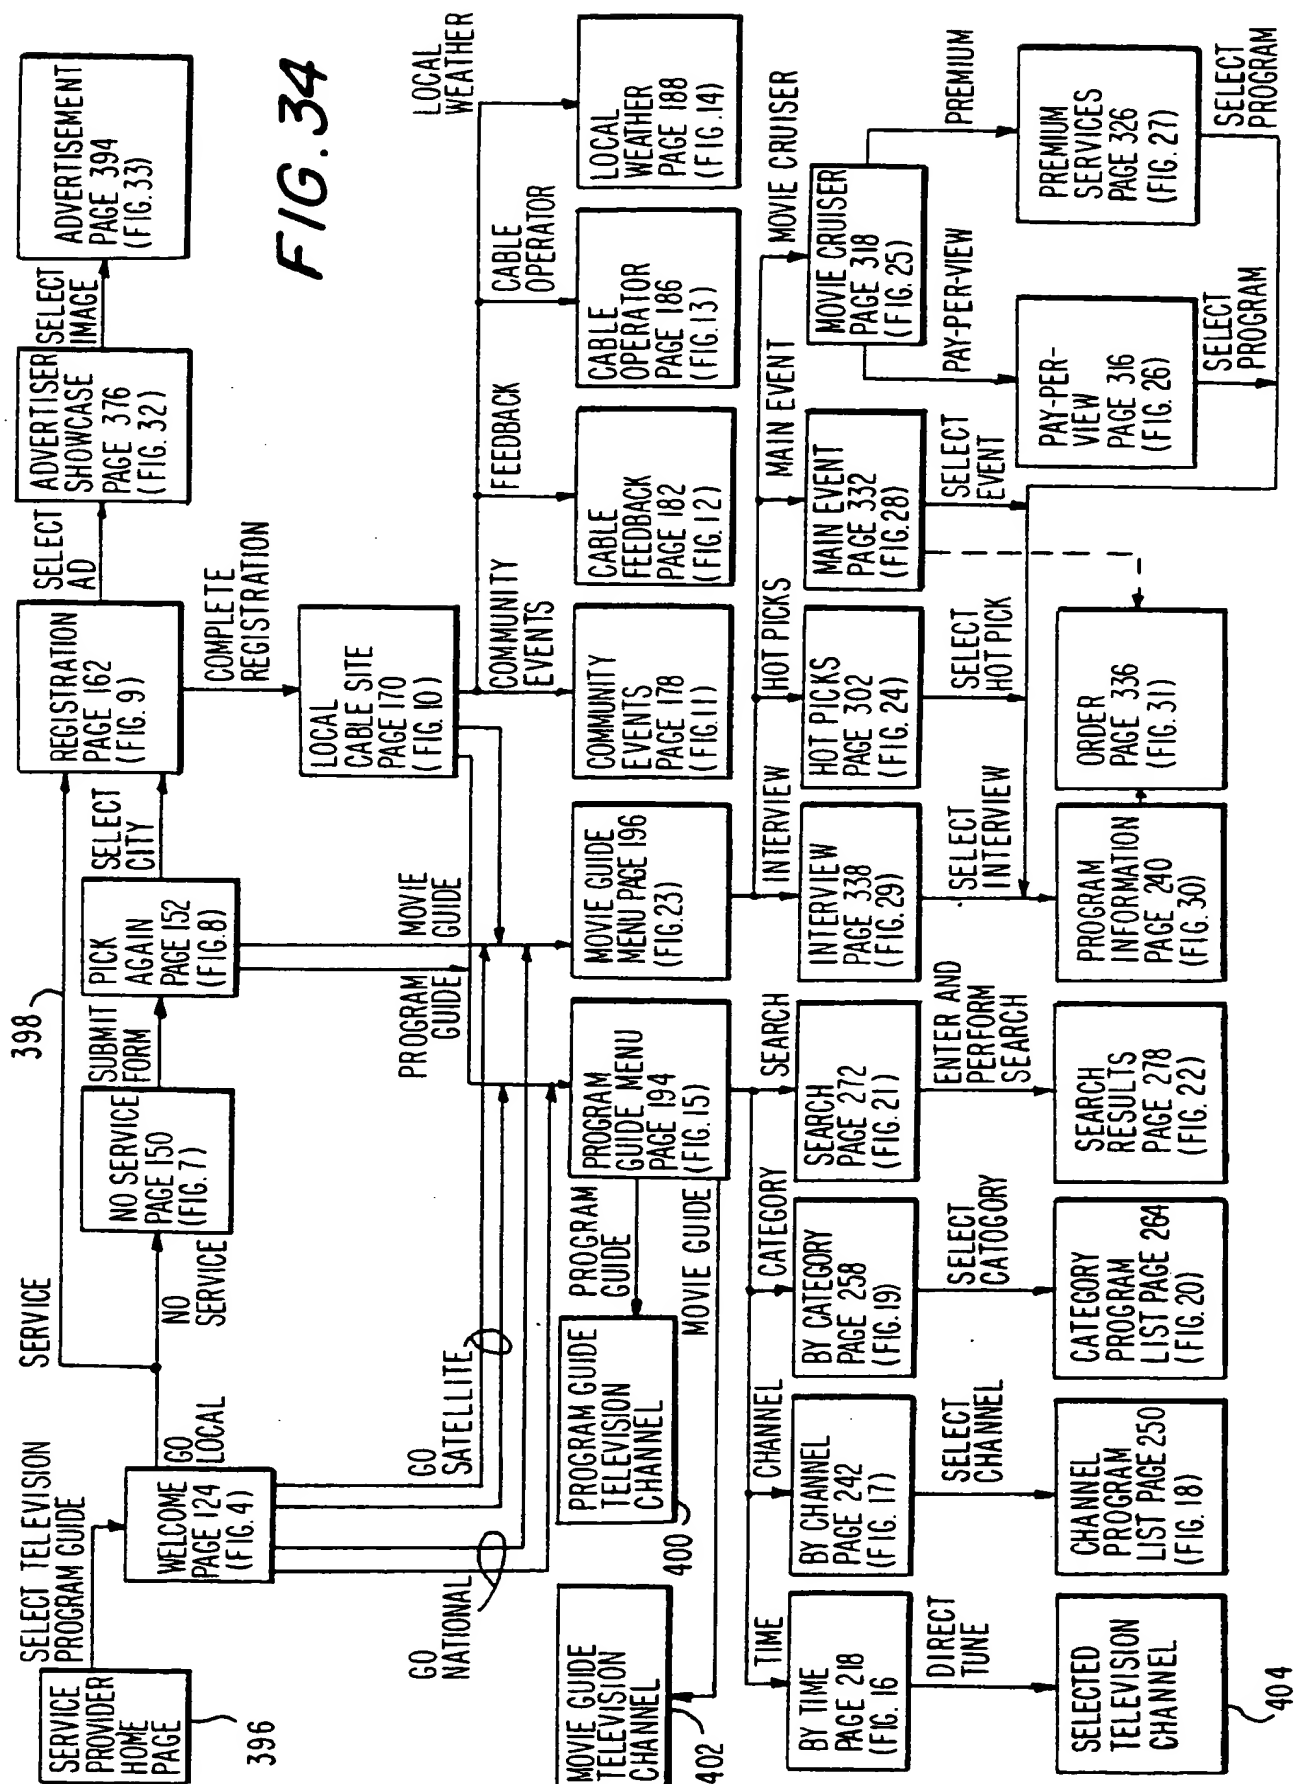 FIG. 34
SELECT TELEVISION
PROGRAM GUIDE
SERVICE
PROVIDER
HOME
PAGE
396
WELCOME
PAGE 124
(FIG. 4)
GO
LOCAL
SERVICE
398
NO SERVICE
NO SERVICE
PAGE 150
(FIG. 7)
SUBMIT
FORM
PICK
AGAIN
PAGE 152
(FIG. 8)
SELECT
CITY
REGISTRATION
PAGE 162
(FIG. 9)
SELECT
AD
ADVERTISER
SHOWCASE
PAGE 376
(FIG. 32)
SELECT
IMAGE
ADVERTISEMENT
PAGE 394
(FIG. 33)
COMPLETE
REGISTRATION
LOCAL
CABLE SITE
PAGE 170
(FIG. 10)
GO
NATIONAL
GO
SATELLITE
PROGRAM
GUIDE
MOVIE
GUIDE
COMMUNITY
EVENTS
FEEDBACK
CABLE
OPERATOR
LOCAL
WEATHER
MOVIE GUIDE
TELEVISION
CHANNEL
402
PROGRAM GUIDE
TELEVISION
CHANNEL
400
PROGRAM
GUIDE
MOVIE GUIDE
PROGRAM
GUIDE MENU
PAGE 194
(FIG. 15)
MOVIE GUIDE
MENU PAGE 196
(FIG. 23)
COMMUNITY
EVENTS
PAGE 178
(FIG. 11)
CABLE
FEEDBACK
PAGE 182
(FIG. 12)
CABLE
OPERATOR
PAGE 186
(FIG. 13)
LOCAL
WEATHER
PAGE 188
(FIG. 14)
TIME
CHANNEL
CATEGORY
SEARCH
INTERVIEW
HOT PICKS
MAIN EVENT
MOVIE CRUISER
BY TIME
PAGE 218
(FIG. 16
BY CHANNEL
PAGE 242
(FIG. 17)
BY CATEGORY
PAGE 258
(FIG. 19)
SEARCH
PAGE 272
(FIG. 21)
INTERVIEW
PAGE 338
(FIG. 29)
HOT PICKS
PAGE 302
(FIG. 24)
MAIN EVENT
PAGE 332
(FIG. 28)
MOVIE CRUISER
PAGE 318
(FIG. 25)
PAY-PER-VIEW
PREMIUM
DIRECT
TUNE
SELECT
CHANNEL
SELECT
CATOGORY
ENTER AND
PERFORM
SEARCH
SELECT
INTERVIEW
SELECT
HOT PICK
SELECT
EVENT
PAY-PER-
VIEW
PAGE 316
(FIG. 26)
PREMIUM
SERVICES
PAGE 326
(FIG. 27)
SELECT
PROGRAM
SELECT
PROGRAM
SELECTED
TELEVISION
CHANNEL
404
CHANNEL
PROGRAM
LIST PAGE 250
(FIG. 18)
CATEGORY
PROGRAM
LIST PAGE 264
(FIG. 20)
SEARCH
RESULTS
PAGE 278
(FIG. 22)
PROGRAM
INFORMATION
PAGE 240
(FIG. 30)
ORDER
PAGE 336
(FIG. 31)